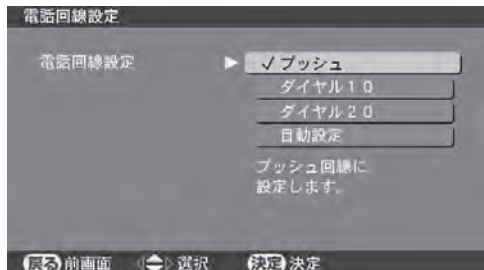 電話回線設定
電話回線設定 ▶ ✓プッシュ
ダイヤル10
ダイヤル20
自動設定
プッシュ回線に
設定します。
戻る 前画面 選択 決定 決定